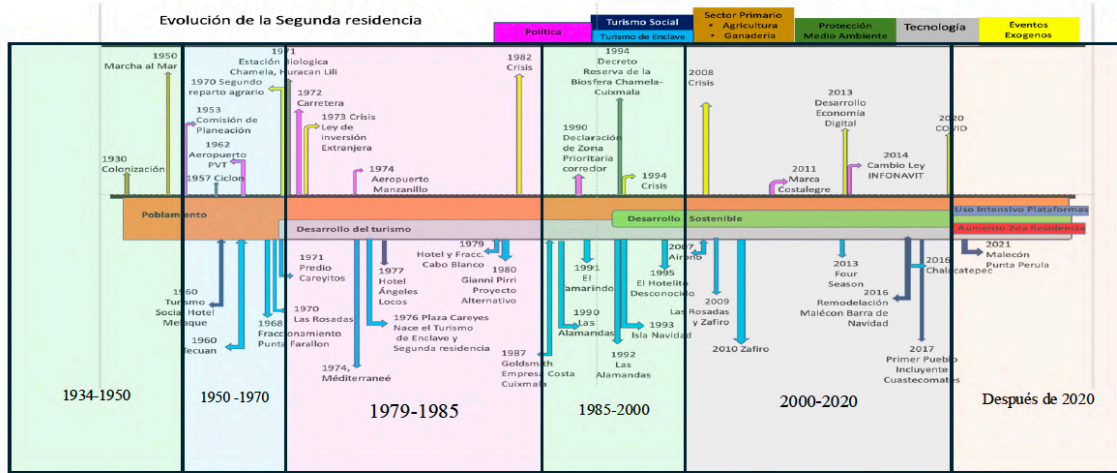 Evolución de la Segunda residencia
Política
Turismo Social
Turismo de Enclave
Sector Primario
• Agricultura
• Ganaderia
Protección
Medio Ambiente
Tecnología
Eventos
Exogenos
1950
Marcha al Mar
1930
Colonización
1953
Comisión de
Planeación
1962
Aeropuerto
PVT
1957 Ciclon
1970 Segundo
reparto agrario
1971
Estación Biologica
Chamela, Huracan Lili
1972
Carretera
1973 Crisis
Ley de
inversión
Extranjera
1974
Aeropuerto
Manzanillo
1982
Crisis
1990
Declaración
de Zona
Prioritaria
corredor
1994
Decreto
Reserva de la
Biosfera Chamela-
Cuixmala
1994
Crisis
2008
Crisis
2011
Marca
Costalegre
2013
Desarrollo
Economia
Digital
2014
Cambio Ley
INFONAVIT
2020
COVID
Poblamiento
Desarrollo del turismo
Desarrollo Sostenible
Uso Intensivo Plataformas
Aumento 2da Residencia
1960
Turismo
Social Hotel
Melaque
1960
Tecuan
1968
Fraccionamiento
Punta Farallon
1971
Predio
Careyitos
1970
Las Rosadas
1974,
Méditerraneé
1977
Hotel
Ángeles
Locos
1976 Plaza Careyes
Nace el Turismo
de Enclave y
Segunda residencia
1979
Hotel y Fracc.
Cabo Blanco
1980
Gianni Pirri
Proyecto
Alternativo
1987
Goldsmith
Empresa Costa
Cuixmala
1991
El
Tamarindo
1990
Las
Alamandas
1992
Las
Alamandas
1993
Isla Navidad
1995
El Hotelito
Desconocido
2007
2009
Las Rosadas
y Zafiro
2010 Zafiro
2013
Four
Season
2016
Remodelación
Malécon Barra de
Navidad
2016
Chalacatepec
2017
Primer Pueblo
Incluyente
Cuastecomates
2021
Malecón
Punta Perula
1934-1950
1950 -1970
1979-1985
1985-2000
2000-2020
Después de 2020